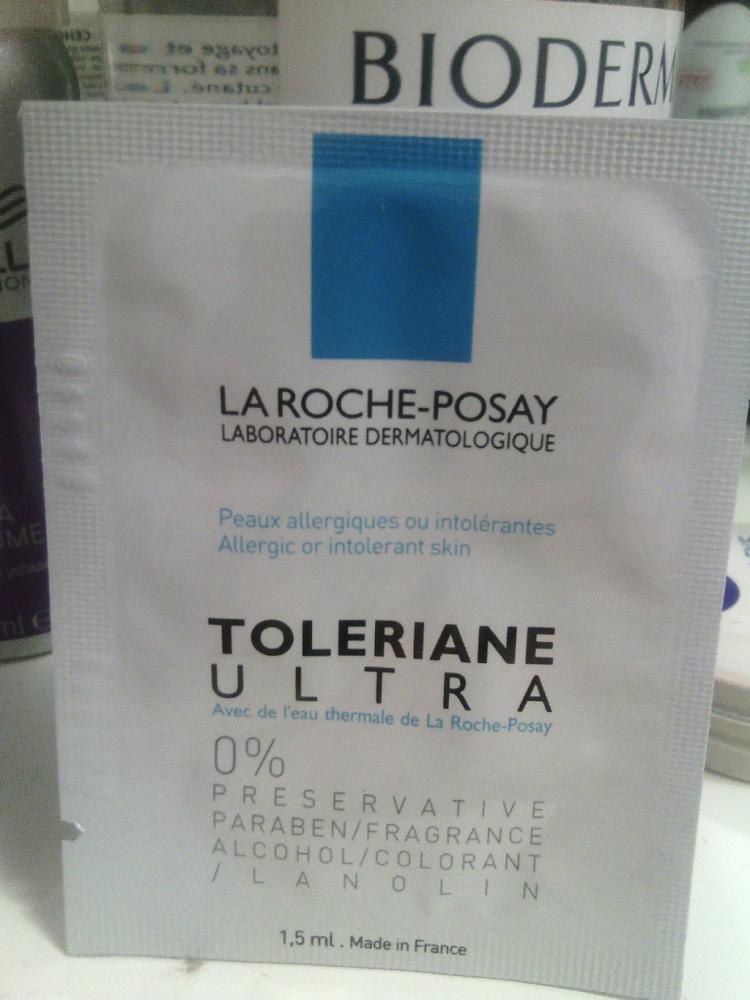 BIODERM
LA ROCHE-POSAY
LABORATOIRE DERMATOLOGIQUE
Peaux allergiques ou intolérantes
Allergic or intolerant skin
TOLERIANE
ULTRA
Avec de l'eau thermale de La Roche-Posay
0%
PRESERVATIVE
PARABEN/FRAGRANCE
ALCOHOL/COLORANT
/LANOLIN
1,5 ml . Made in France